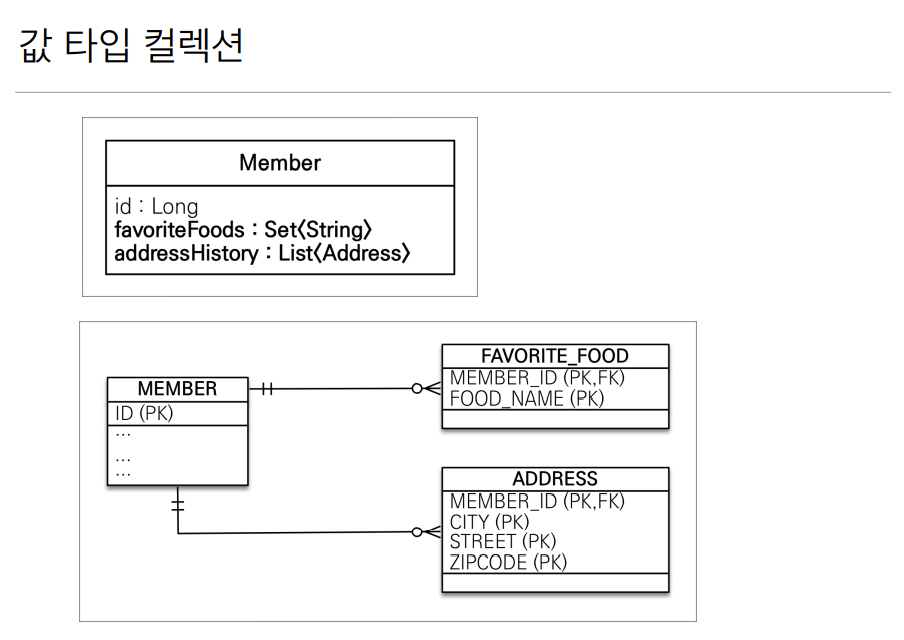 값 타입 컬렉션
Member
id : Long
favoriteFoods : Set<String>
addressHistory : List<Address>
MEMBER
ID (PK)
...
...
...
FAVORITE_FOOD
MEMBER_ID (PK,FK)
FOOD_NAME (PK)
ADDRESS
MEMBER_ID (PK,FK)
CITY (PK)
STREET (PK)
ZIPCODE (PK)